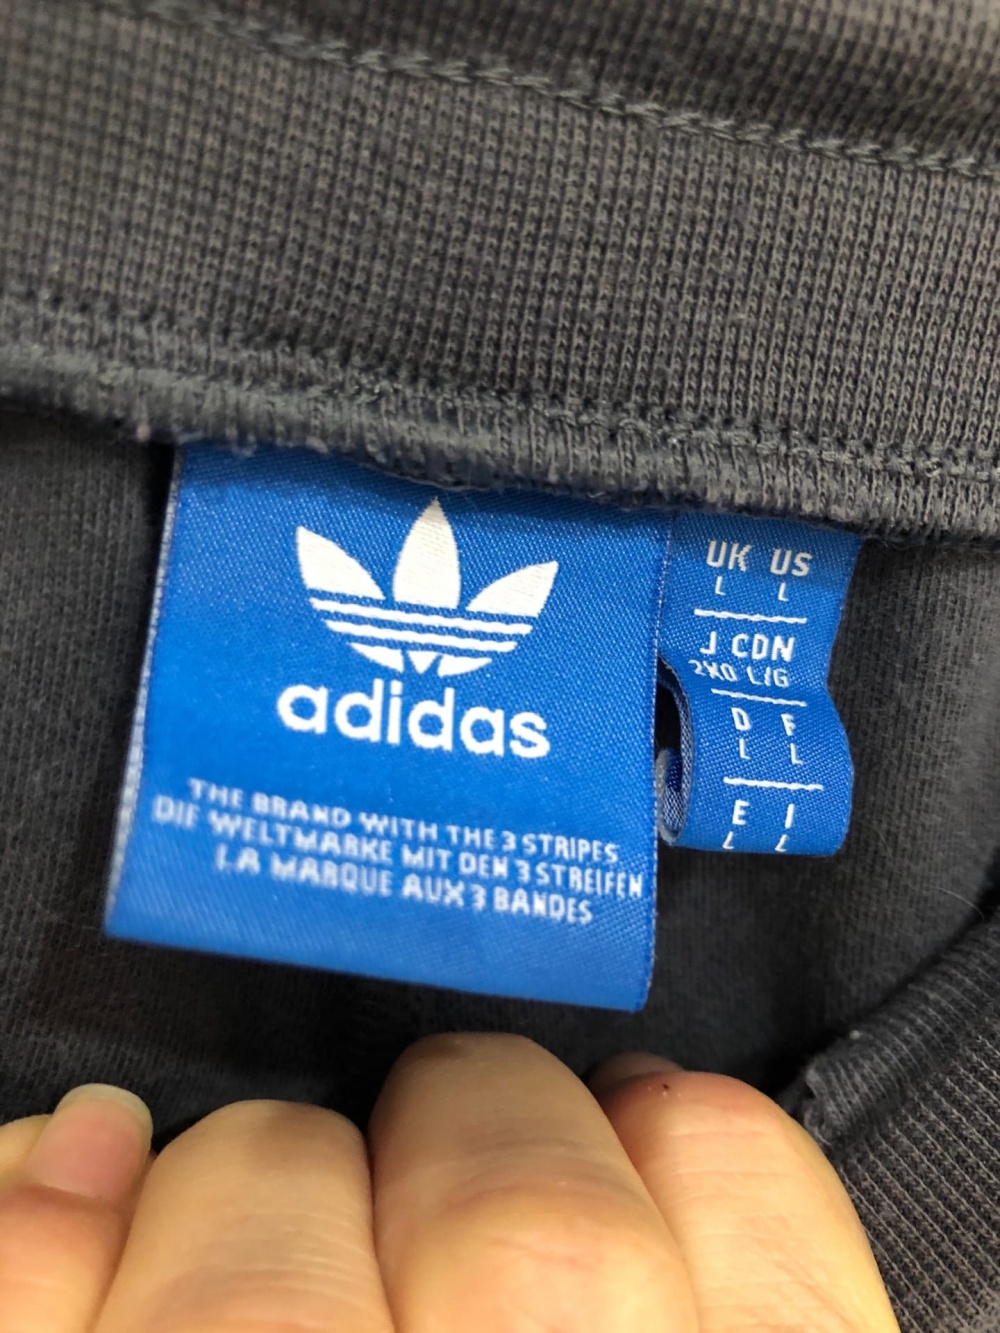 adidas
THE BRAND WITH THE 3 STRIPES
DIE WELTMARKE MIT DEN 3 STREIFEN
LA MARQUE AUX 3 BANDES
UK US
L L
J CDN
2XO L/G
D F
L L
E I
L L